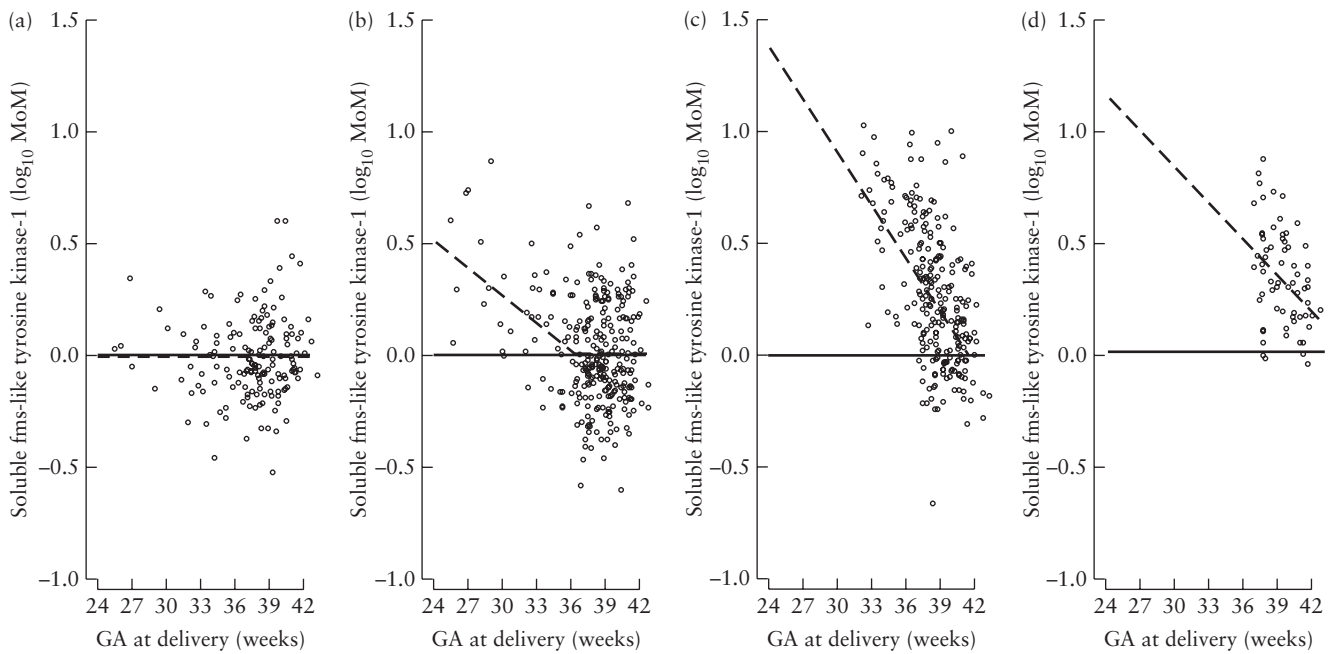 (a)
Soluble fms-like tyrosine kinase-1 (log10 MoM)
1.5
1.0
0.5
0.0
–0.5
–1.0
24 27 30 33 36 39 42
GA at delivery (weeks)
(b)
Soluble fms-like tyrosine kinase-1 (log10 MoM)
1.5
1.0
0.5
0.0
–0.5
–1.0
24 27 30 33 36 39 42
GA at delivery (weeks)
(c)
Soluble fms-like tyrosine kinase-1 (log10 MoM)
1.5
1.0
0.5
0.0
–0.5
–1.0
24 27 30 33 36 39 42
GA at delivery (weeks)
(d)
Soluble fms-like tyrosine kinase-1 (log10 MoM)
1.5
1.0
0.5
0.0
–0.5
–1.0
24 27 30 33 36 39 42
GA at delivery (weeks)